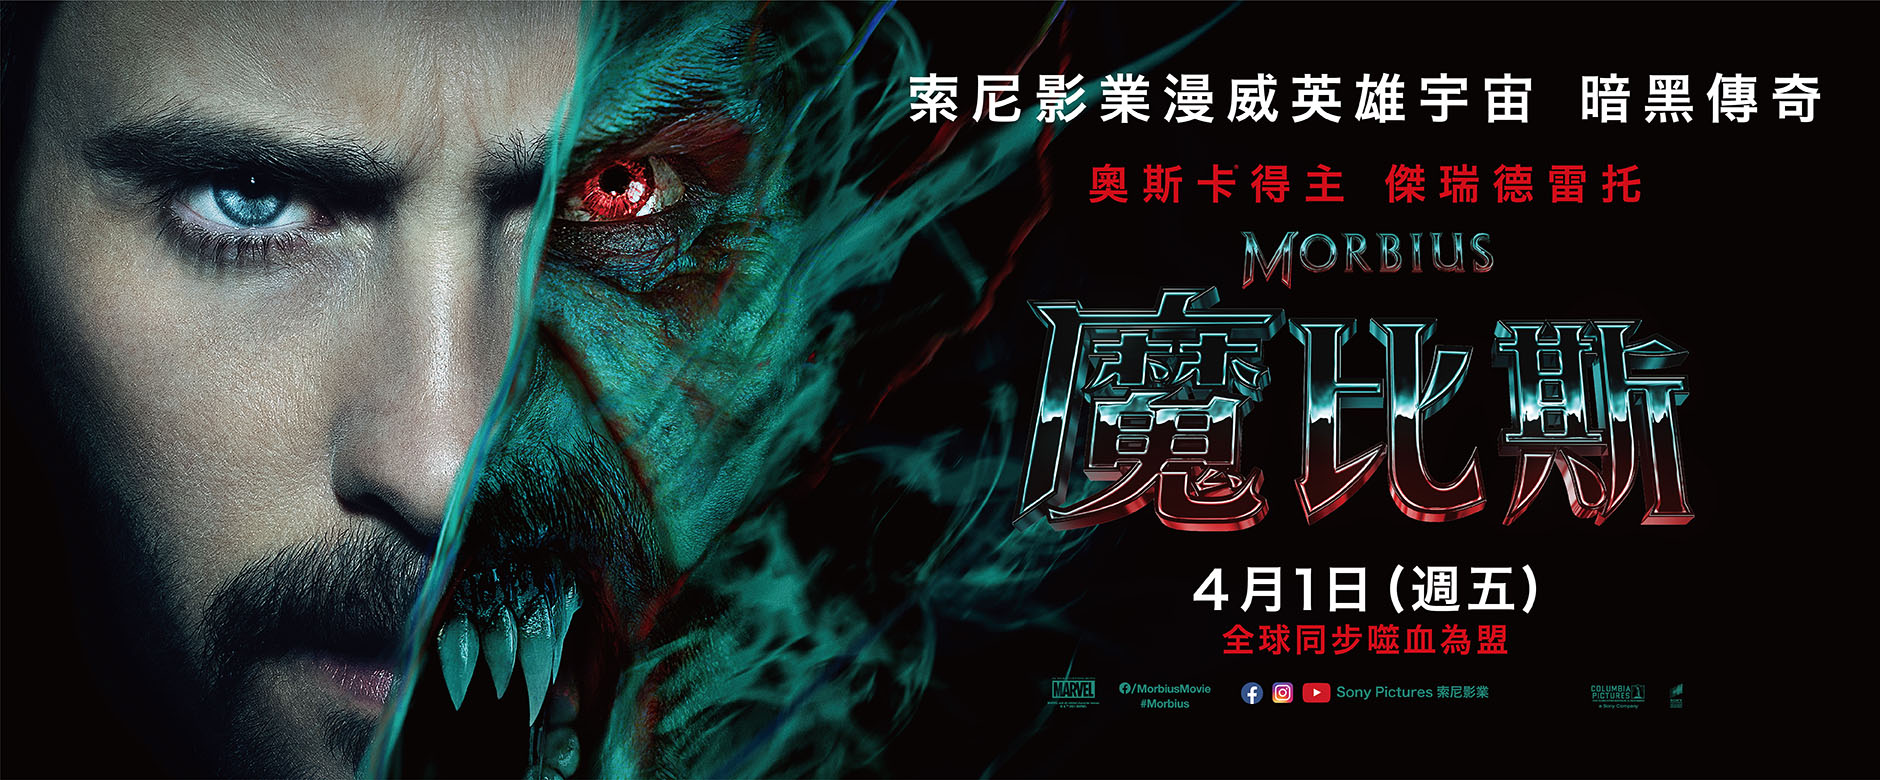 索尼影業漫威英雄宇宙 暗黑傳奇
奧斯卡®得主 傑瑞德雷托
MORBIUS
魔比斯
4月1日(週五)
全球同步噬血為盟
MARVEL
/MorbiusMovie
#Morbius
Sony Pictures 索尼影業
COLUMBIA
PICTURES
a Sony Company